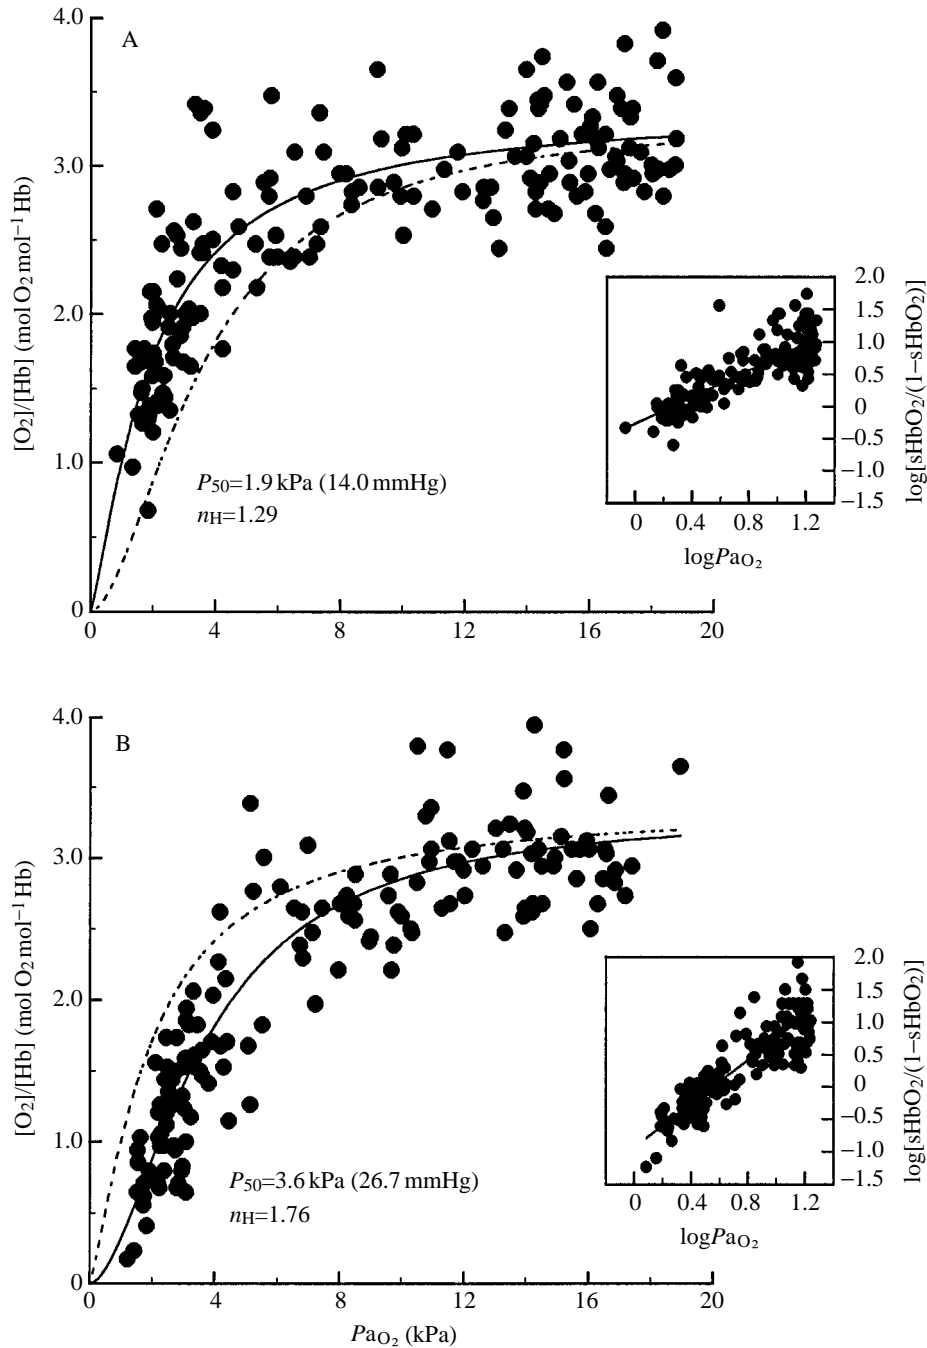 4.0
A
3.0
2.0
1.0
0
[O2]/[Hb] (mol O2 mol−1 Hb)
P50=1.9 kPa (14.0 mmHg)
nH=1.29
2.0
1.5
1.0
0.5
0
−0.5
−1.0
−1.5
log[sHbO2/(1−sHbO2)]
0 0.4 0.8 1.2
logPaO2
0 4 8 12 16 20
4.0
B
3.0
2.0
1.0
0
[O2]/[Hb] (mol O2 mol−1 Hb)
P50=3.6 kPa (26.7 mmHg)
nH=1.76
2.0
1.5
1.0
0.5
0
−0.5
−1.0
−1.5
log[sHbO2/(1−sHbO2)]
0 0.4 0.8 1.2
logPaO2
0 4 8 12 16 20
PaO2 (kPa)